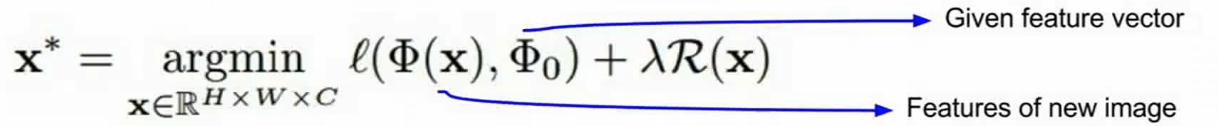 Given feature vector
x* = argmin ℓ(Φ(x), Φ₀) + λR(x)
x∈ℝ^{H×W×C}
Features of new image